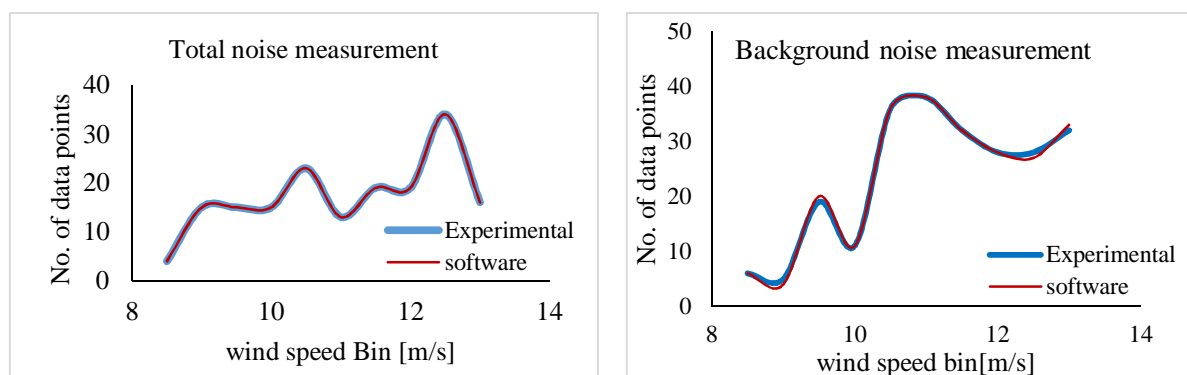 Total noise measurement
No. of data points
40
30
20
10
0
Experimental
software
8
10
12
14
wind speed Bin [m/s]
Background noise measurement
No. of data points
50
40
30
20
10
0
Experimental
software
8
10
12
14
wind speed bin[m/s]